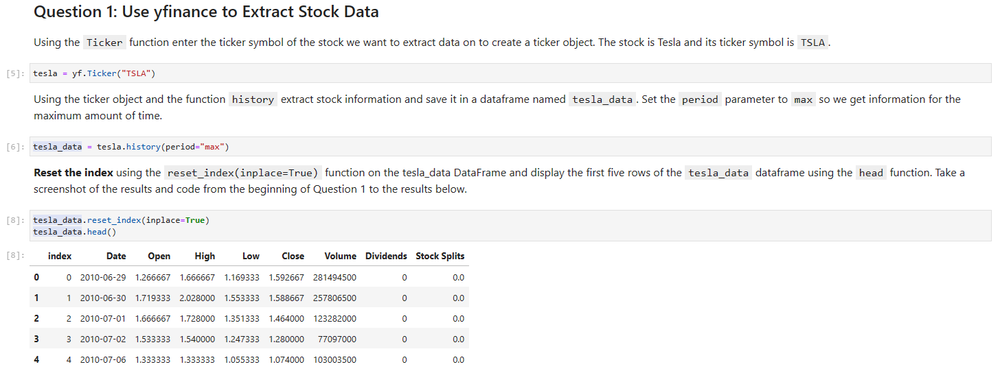 Question 1: Use yfinance to Extract Stock Data
Using the Ticker function enter the ticker symbol of the stock we want to extract data on to create a ticker object. The stock is Tesla and its ticker symbol is TSLA.
[5]: tesla = yf.Ticker("TSLA")
Using the ticker object and the function history extract stock information and save it in a dataframe named tesla_data. Set the period parameter to max so we get information for the
maximum amount of time.
[6]: tesla_data = tesla.history(period="max")
Reset the index using the reset_index(inplace=True) function on the tesla_data DataFrame and display the first five rows of the tesla_data dataframe using the head function. Take a
screenshot of the results and code from the beginning of Question 1 to the results below.
[8]: tesla_data.reset_index(inplace=True)
tesla_data.head()
[8]: index Date Open High Low Close Volume Dividends Stock Splits
0 0 2010-06-29 1.266667 1.666667 1.169333 1.592667 281494500 0 0.0
1 1 2010-06-30 1.719333 2.028000 1.553333 1.588667 257806500 0 0.0
2 2 2010-07-01 1.666667 1.728000 1.351333 1.464000 123282000 0 0.0
3 3 2010-07-02 1.533333 1.540000 1.247333 1.280000 77097000 0 0.0
4 4 2010-07-06 1.333333 1.333333 1.055333 1.074000 103003500 0 0.0